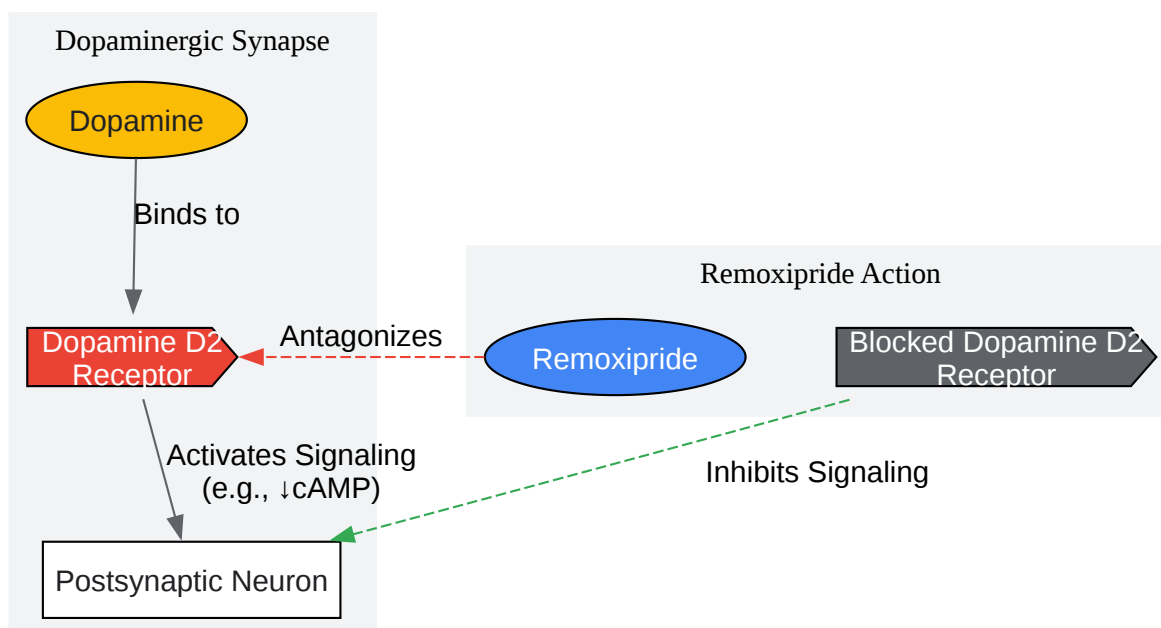 Dopaminergic Synapse
Dopamine
Binds to
Remoxipride Action
Dopamine D2
Receptor
Antagonizes
Remoxipride
Blocked Dopamine D2
Receptor
Activates Signaling
(e.g., ↓cAMP)
Inhibits Signaling
Postsynaptic Neuron